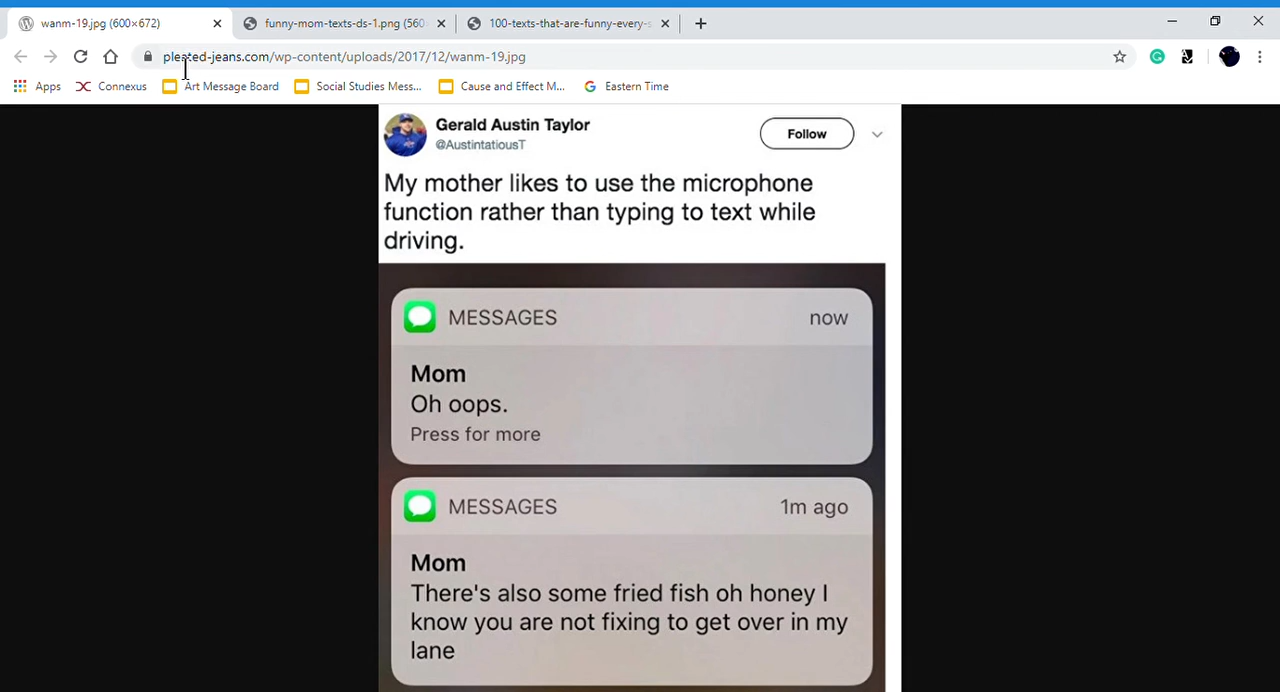 wanm-19.jpg (600×672)
funny-mom-texts-ds-1.png (560
100-texts-that-are-funny-every-s
pleated-jeans.com/wp-content/uploads/2017/12/wanm-19.jpg
Apps
Connexus
Art Message Board
Social Studies Mess...
Cause and Effect M...
Eastern Time
Gerald Austin Taylor
@AustintatiousT
Follow
My mother likes to use the microphone
function rather than typing to text while
driving.
MESSAGES
now
Mom
Oh oops.
Press for more
MESSAGES
1m ago
Mom
There's also some fried fish oh honey I
know you are not fixing to get over in my
lane